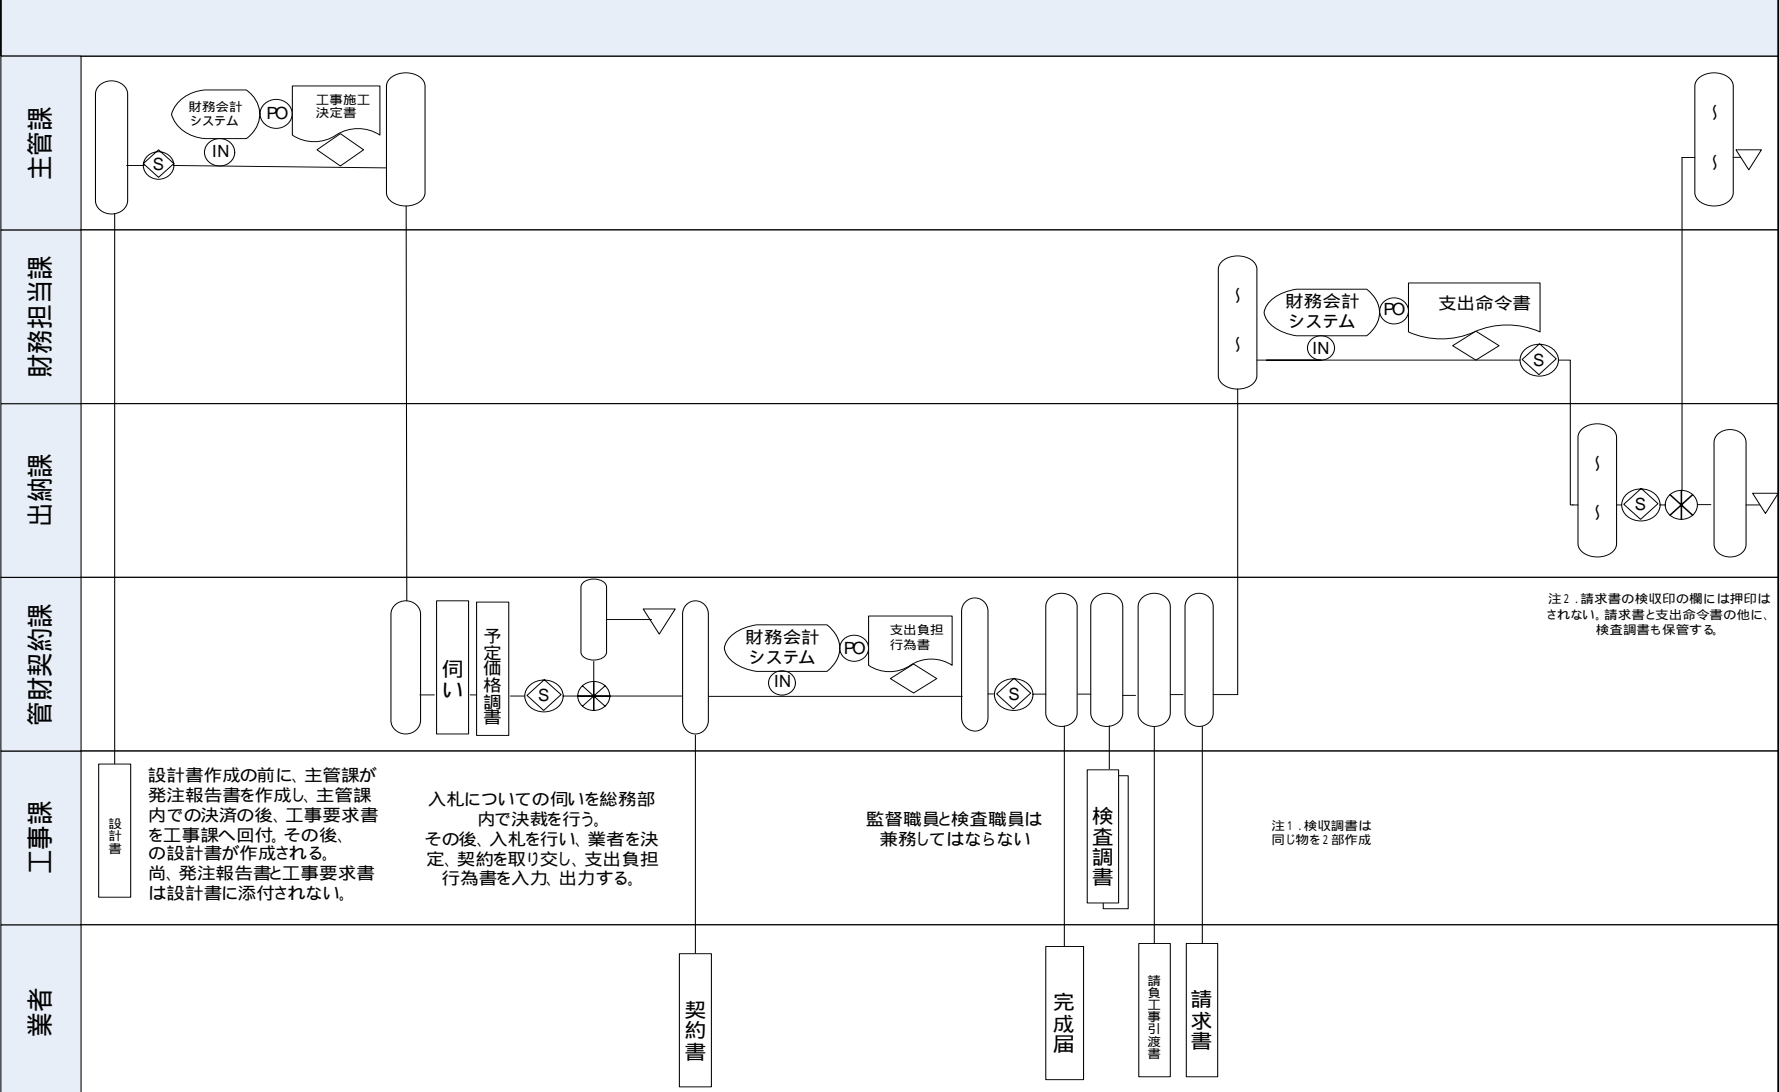 主管課
財務会計
システム
PO
工事施工
決定書
IN
S
財務担当課
財務会計
システム
PO
支出命令書
IN
S
出納課
S
管財契約課
伺い
予定価格調書
S
財務会計
システム
PO
支出負担
行為書
IN
S
注2．請求書の検収印の欄には押印は
されない。請求書と支出命令書の他に、
検査調書も保管する。
工事課
設計書
設計書作成の前に、主管課が
発注報告書を作成し、主管課
内での決済の後、工事要求書
を工事課へ回付。その後、
の設計書が作成される。
尚、発注報告書と工事要求書
は設計書に添付されない。
入札についての伺いを総務部
内で決裁を行う。
その後、入札を行い、業者を決
定、契約を取り交し、支出負担
行為書を入力、出力する。
監督職員と検査職員は
兼務してはならない
検査調書
注1．検収調書は
同じ物を2部作成
業者
契約書
完成届
請負工事引渡書
請求書